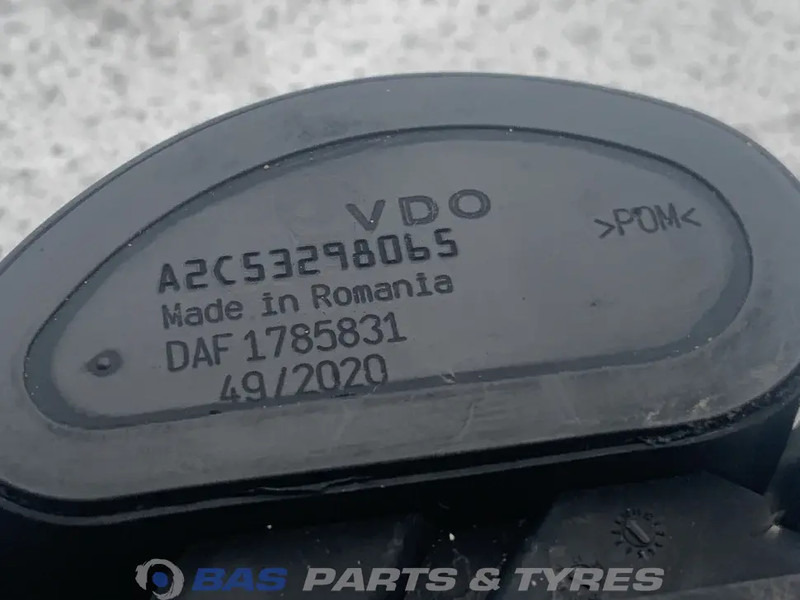 VDO
>POM<
A2C53298065
Made in Romania
DAF 1785831
49/2020
BAS PARTS & TYRES